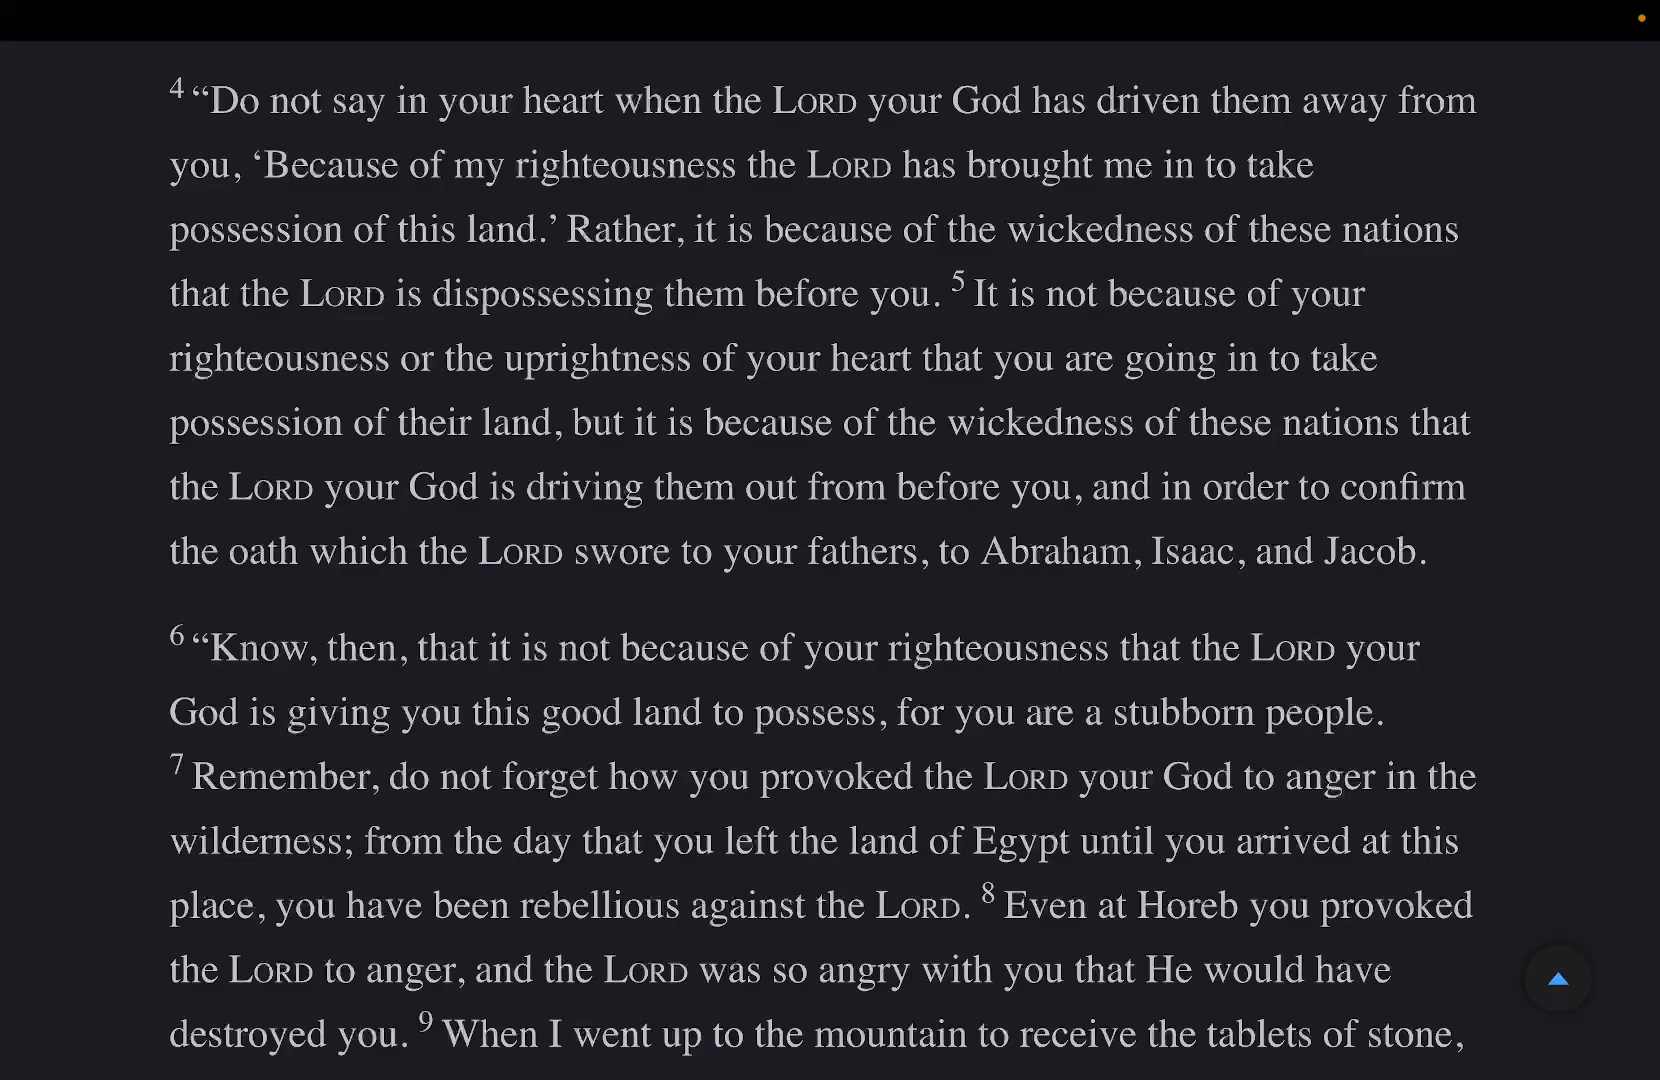 4 “Do not say in your heart when the LORD your God has driven them away from
you, ‘Because of my righteousness the LORD has brought me in to take
possession of this land.’ Rather, it is because of the wickedness of these nations
that the LORD is dispossessing them before you. 5 It is not because of your
righteousness or the uprightness of your heart that you are going in to take
possession of their land, but it is because of the wickedness of these nations that
the LORD your God is driving them out from before you, and in order to confirm
the oath which the LORD swore to your fathers, to Abraham, Isaac, and Jacob.
6 “Know, then, that it is not because of your righteousness that the LORD your
God is giving you this good land to possess, for you are a stubborn people.
7 Remember, do not forget how you provoked the LORD your God to anger in the
wilderness; from the day that you left the land of Egypt until you arrived at this
place, you have been rebellious against the LORD. 8 Even at Horeb you provoked
the LORD to anger, and the LORD was so angry with you that He would have
destroyed you. 9 When I went up to the mountain to receive the tablets of stone,